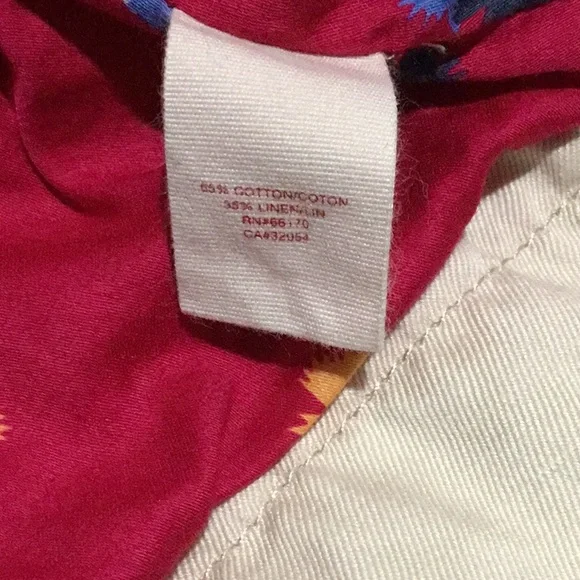 65% COTTON/COTON
35% LINEN/LIN
RN#66170
CA#32054